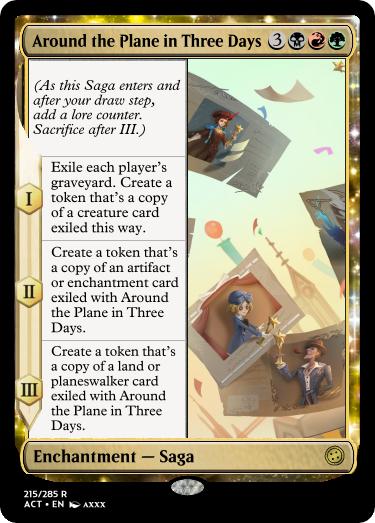 Around the Plane in Three Days 3
(As this Saga enters and
after your draw step,
add a lore counter.
Sacrifice after III.)
I
Exile each player's
graveyard. Create a
token that's a copy
of a creature card
exiled this way.
II
Create a token that's
a copy of an artifact
or enchantment card
exiled with Around
the Plane in Three
Days.
III
Create a token that's
a copy of a land or
planeswalker card
exiled with Around
the Plane in Three
Days.
Enchantment — Saga
215/285 R
ACT • EN AXXX